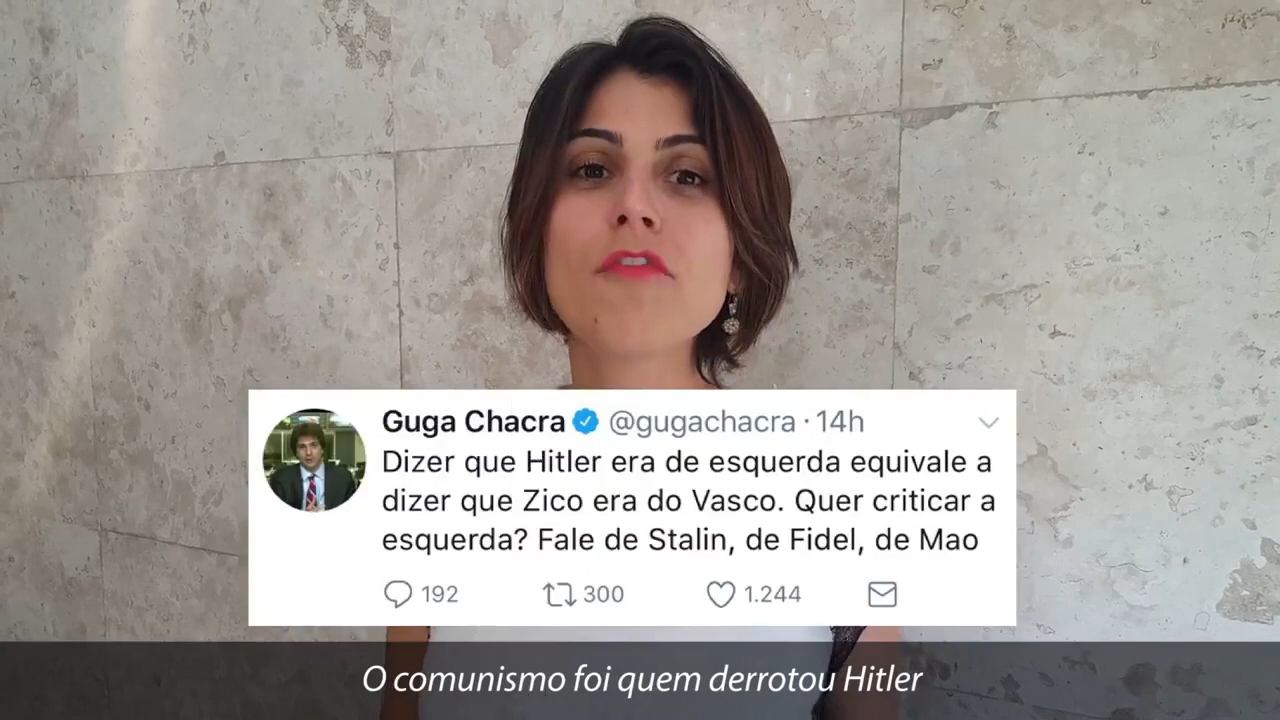 Guga Chacra @gugachacra · 14h
Dizer que Hitler era de esquerda equivale a
dizer que Zico era do Vasco. Quer criticar a
esquerda? Fale de Stalin, de Fidel, de Mao
192 300 1.244
O comunismo foi quem derrotou Hitler